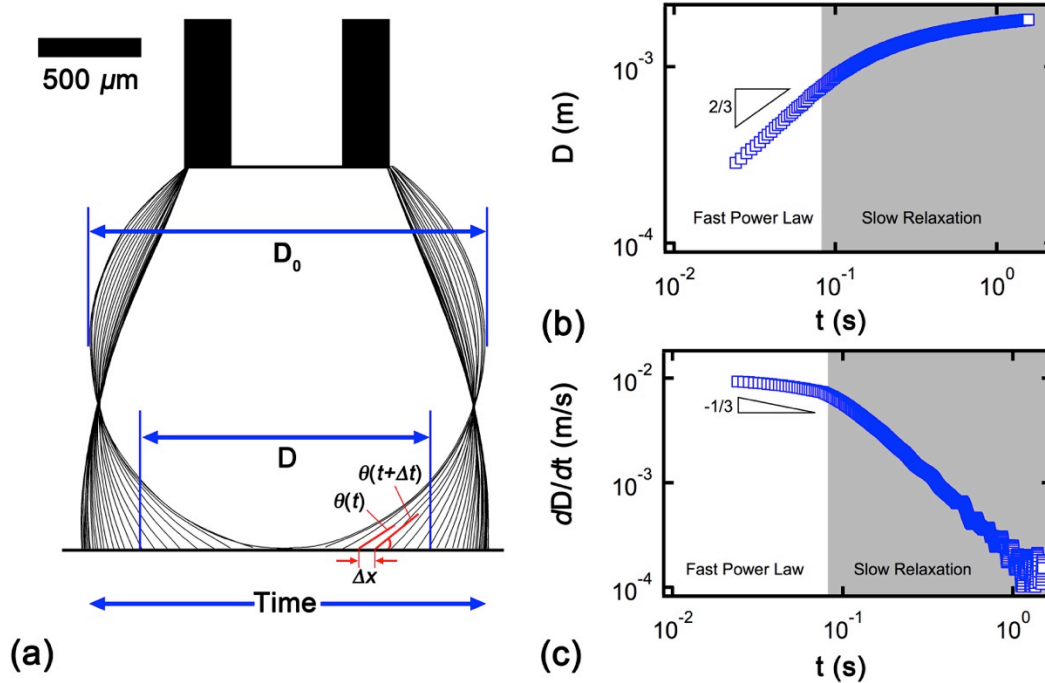 500 µm
D₀
D
θ(t+Δt)
θ(t)
Δx
Time
(a)
D (m)
10⁻³
10⁻⁴
2/3
Fast Power Law
Slow Relaxation
10⁻²
10⁻¹
10⁰
t (s)
(b)
dD/dt (m/s)
10⁻²
10⁻³
10⁻⁴
-1/3
Fast Power Law
Slow Relaxation
10⁻²
10⁻¹
10⁰
t (s)
(c)